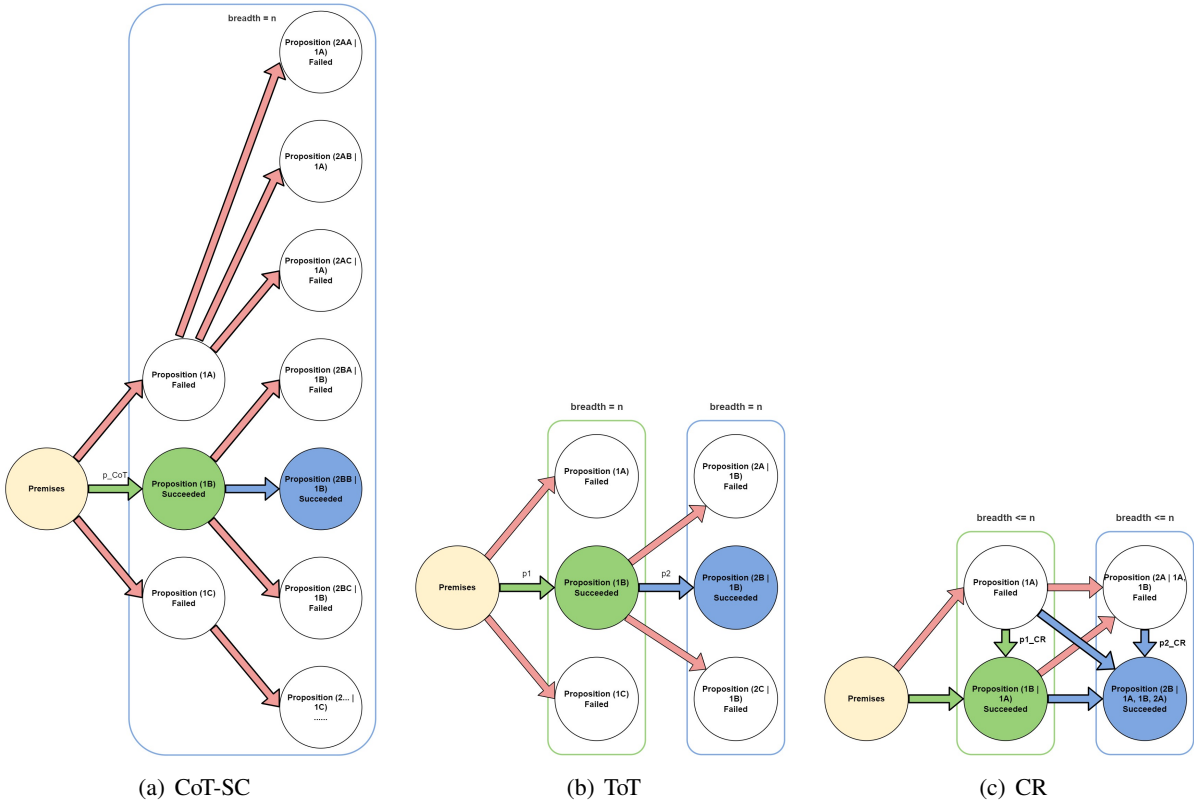 breadth = n
Proposition (2AA |
1A)
Failed
Proposition (2AB |
1A)
Proposition (2AC |
1A)
Failed
Proposition (1A)
Failed
Proposition (2BA |
1B)
Failed
Premises
p_CoT
Proposition (1B)
Succeeded
Proposition (2BB |
1B)
Succeeded
Proposition (1C)
Failed
Proposition (2BC |
1B)
Failed
Proposition (2... |
1C)
......
(a) CoT-SC
breadth = n
breadth = n
Proposition (1A)
Failed
Proposition (2A |
1B)
Failed
Premises
p1
Proposition (1B)
Succeeded
p2
Proposition (2B |
1B)
Succeeded
Proposition (1C)
Failed
Proposition (2C |
1B)
Failed
(b) ToT
breadth <= n
breadth <= n
Proposition (1A)
Failed
Proposition (2A | 1A,
1B)
Failed
p1_CR
p2_CR
Premises
Proposition (1B |
1A)
Succeeded
Proposition (2B |
1A, 1B, 2A)
Succeeded
(c) CR